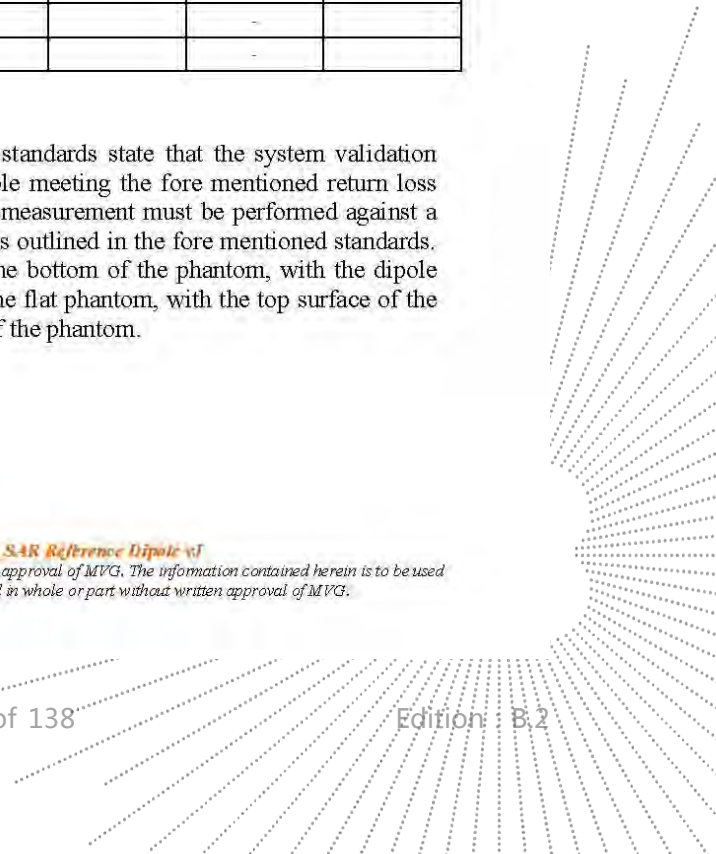 -
-
standards state that the system validation
le meeting the fore mentioned return loss
measurement must be performed against a
s outlined in the fore mentioned standards.
ne bottom of the phantom, with the dipole
ne flat phantom, with the top surface of the
f the phantom.
SAR Reference Dipole vJ
approval of MVG. The information contained herein is to be used
l in whole or part without written approval of MVG.
of 138
Edition : B.2